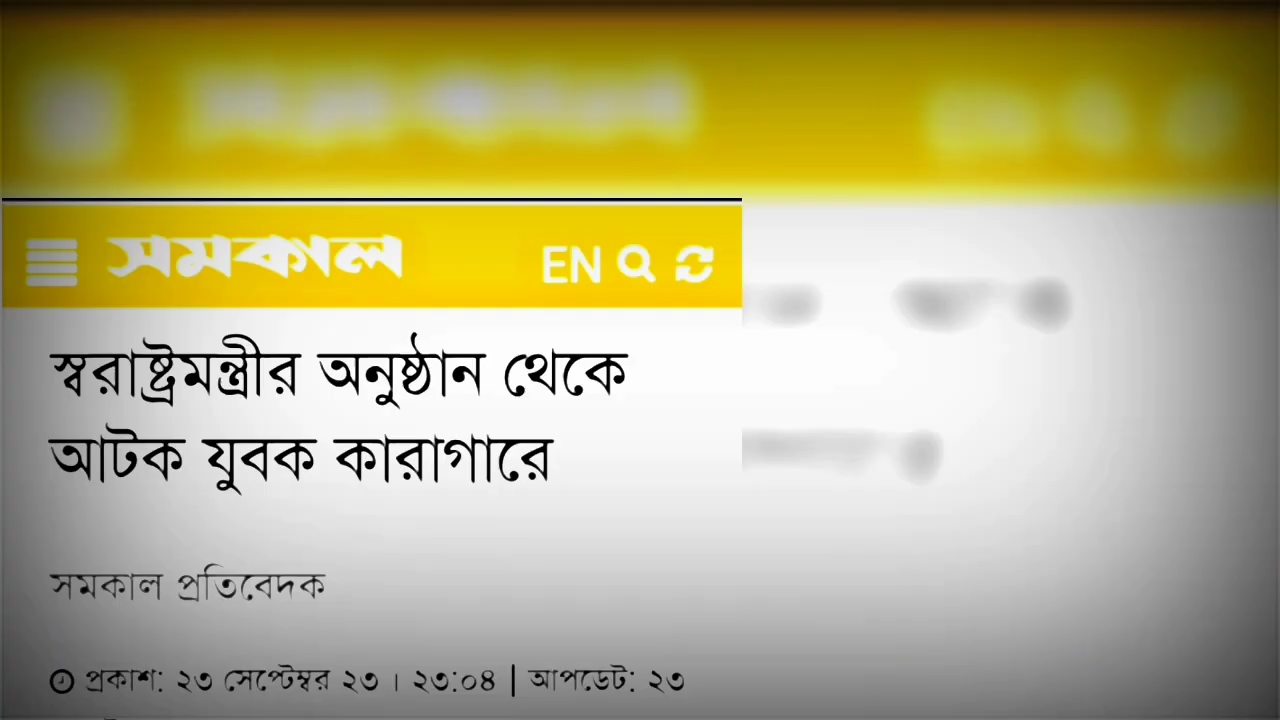 সমকাল EN
স্বরাষ্ট্রমন্ত্রীর অনুষ্ঠান থেকে
আটক যুবক কারাগারে
সমকাল প্রতিবেদক
প্রকাশ: ২৩ সেপ্টেম্বর ২৩ । ২৩:০৪ | আপডেট: ২৩